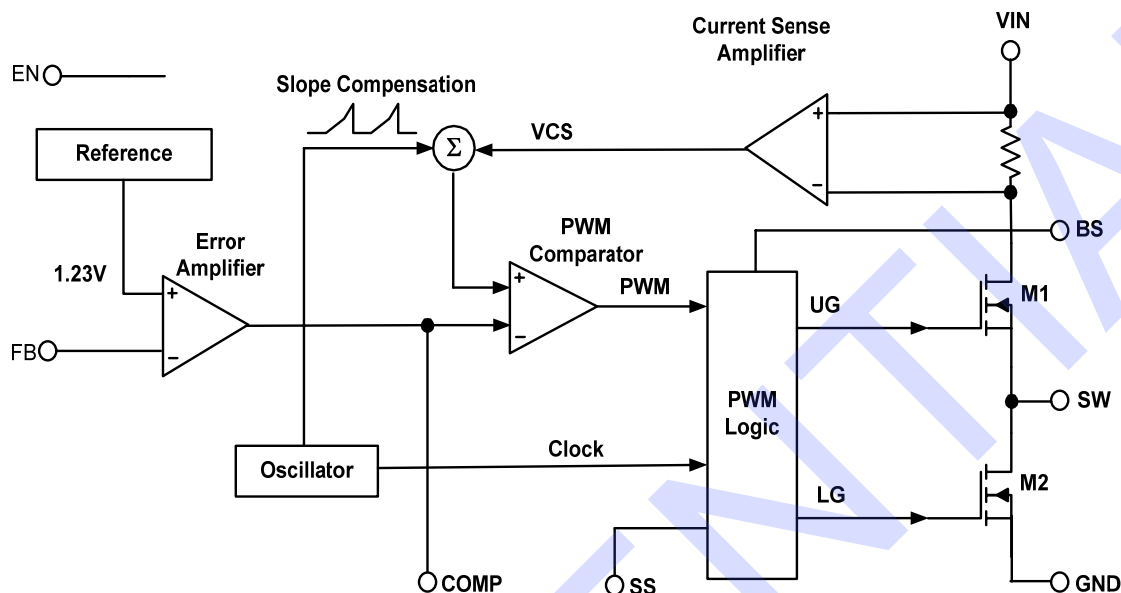 Current Sense
Amplifier
VIN
EN
Slope Compensation
Reference
Σ
VCS
+
−
BS
Error
Amplifier
PWM
Comparator
1.23V
+
−
+
−
PWM
UG
M1
FB
SW
PWM
Logic
Oscillator
Clock
LG
M2
COMP
SS
GND
NTIA